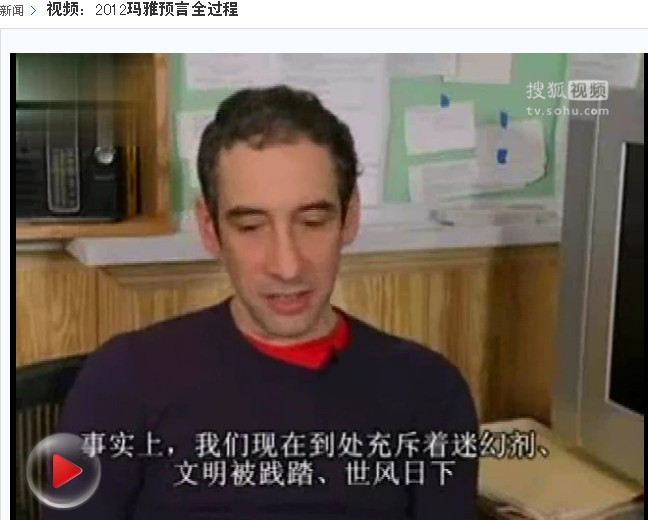 新闻 > 视频：2012玛雅预言全过程
搜狐视频
tv.sohu.com
事实上，我们现在到处充斥着迷幻剂、
文明被践踏、世风日下